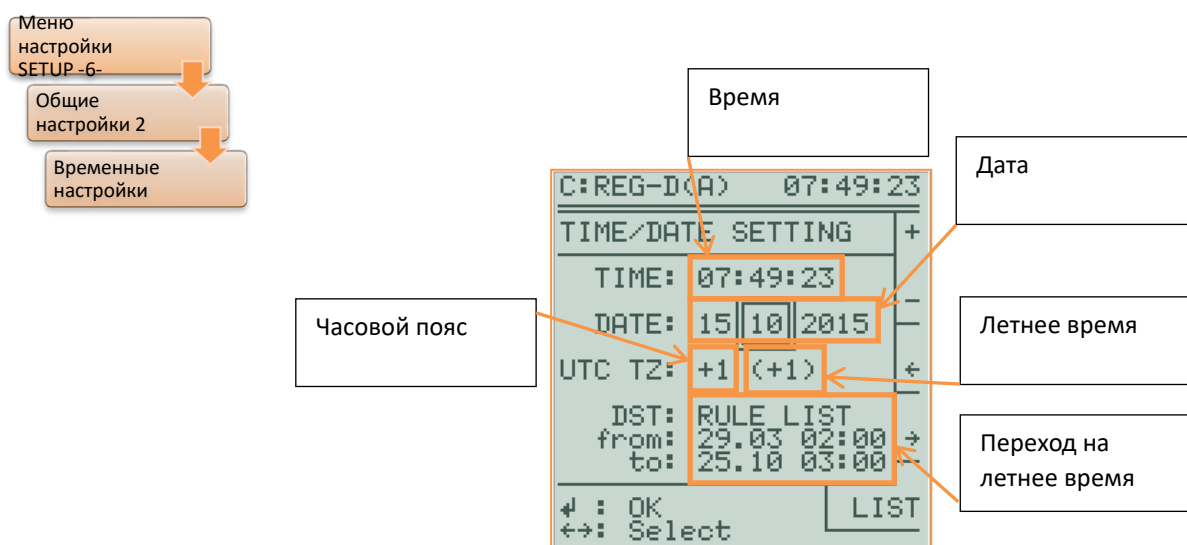 Меню
настройки
SETUP -6-
Общие
настройки 2
Временные
настройки
Время
Дата
Часовой пояс
Летнее время
Переход на
летнее время
C:REG-D(A) 07:49:23
TIME/DATE SETTING +
TIME: 07:49:23
–
DATE: 15 10 2015
UTC TZ: +1 (+1) ←
DST: RULE LIST
from: 29.03 02:00 →
to: 25.10 03:00
↲ : OK LIST
←→: Select